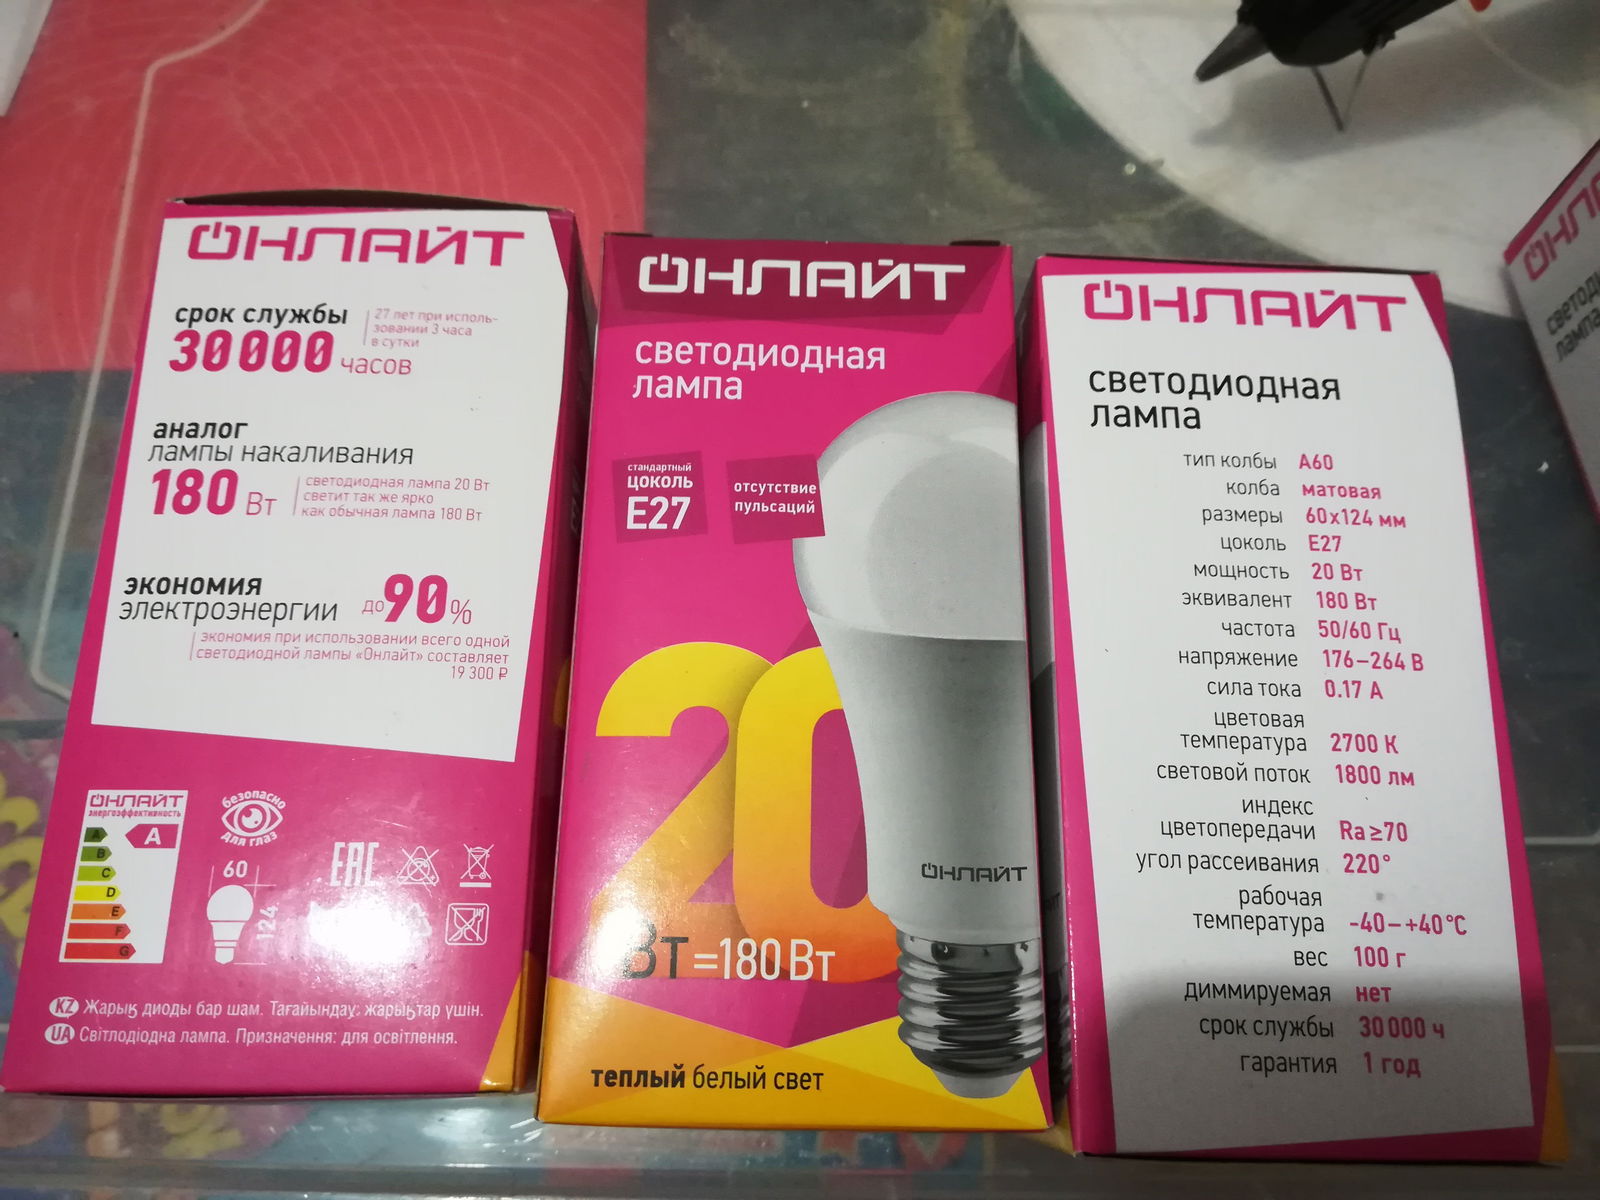 ОНЛАЙТ
срок службы
30 000 часов
27 лет при исполь-
зовании 3 часа
в сутки
аналог
лампы накаливания
180 Вт
светодиодная лампа 20 Вт
светит так же ярко
как обычная лампа 180 Вт
экономия
электроэнергии
до 90%
экономия при использовании всего одной
светодиодной лампы «Онлайт» составляет
19 300 ₽
ОНЛАЙТ
энергоэффективность
A
A
B
C
D
E
F
G
безопасно
для глаз
60
124
EAC
KZ Жарық диоды бар шам. Тағайындау: жарықтар үшін.
UA Світлодіодна лампа. Призначення: для освітлення.
ОНЛАЙТ
светодиодная
лампа
стандартный
цоколь
E27
отсутствие
пульсаций
20
ОНЛАЙТ
Вт =180 Вт
теплый белый свет
ОНЛАЙТ
светодиодная
лампа
тип колбы A60
колба матовая
размеры 60x124 мм
цоколь E27
мощность 20 Вт
эквивалент 180 Вт
частота 50/60 Гц
напряжение 176–264 В
сила тока 0.17 А
цветовая
температура 2700 К
световой поток 1800 лм
индекс
цветопередачи Ra≥70
угол рассеивания 220°
рабочая
температура -40–+40°C
вес 100 г
диммируемая нет
срок службы 30 000 ч
гарантия 1 год